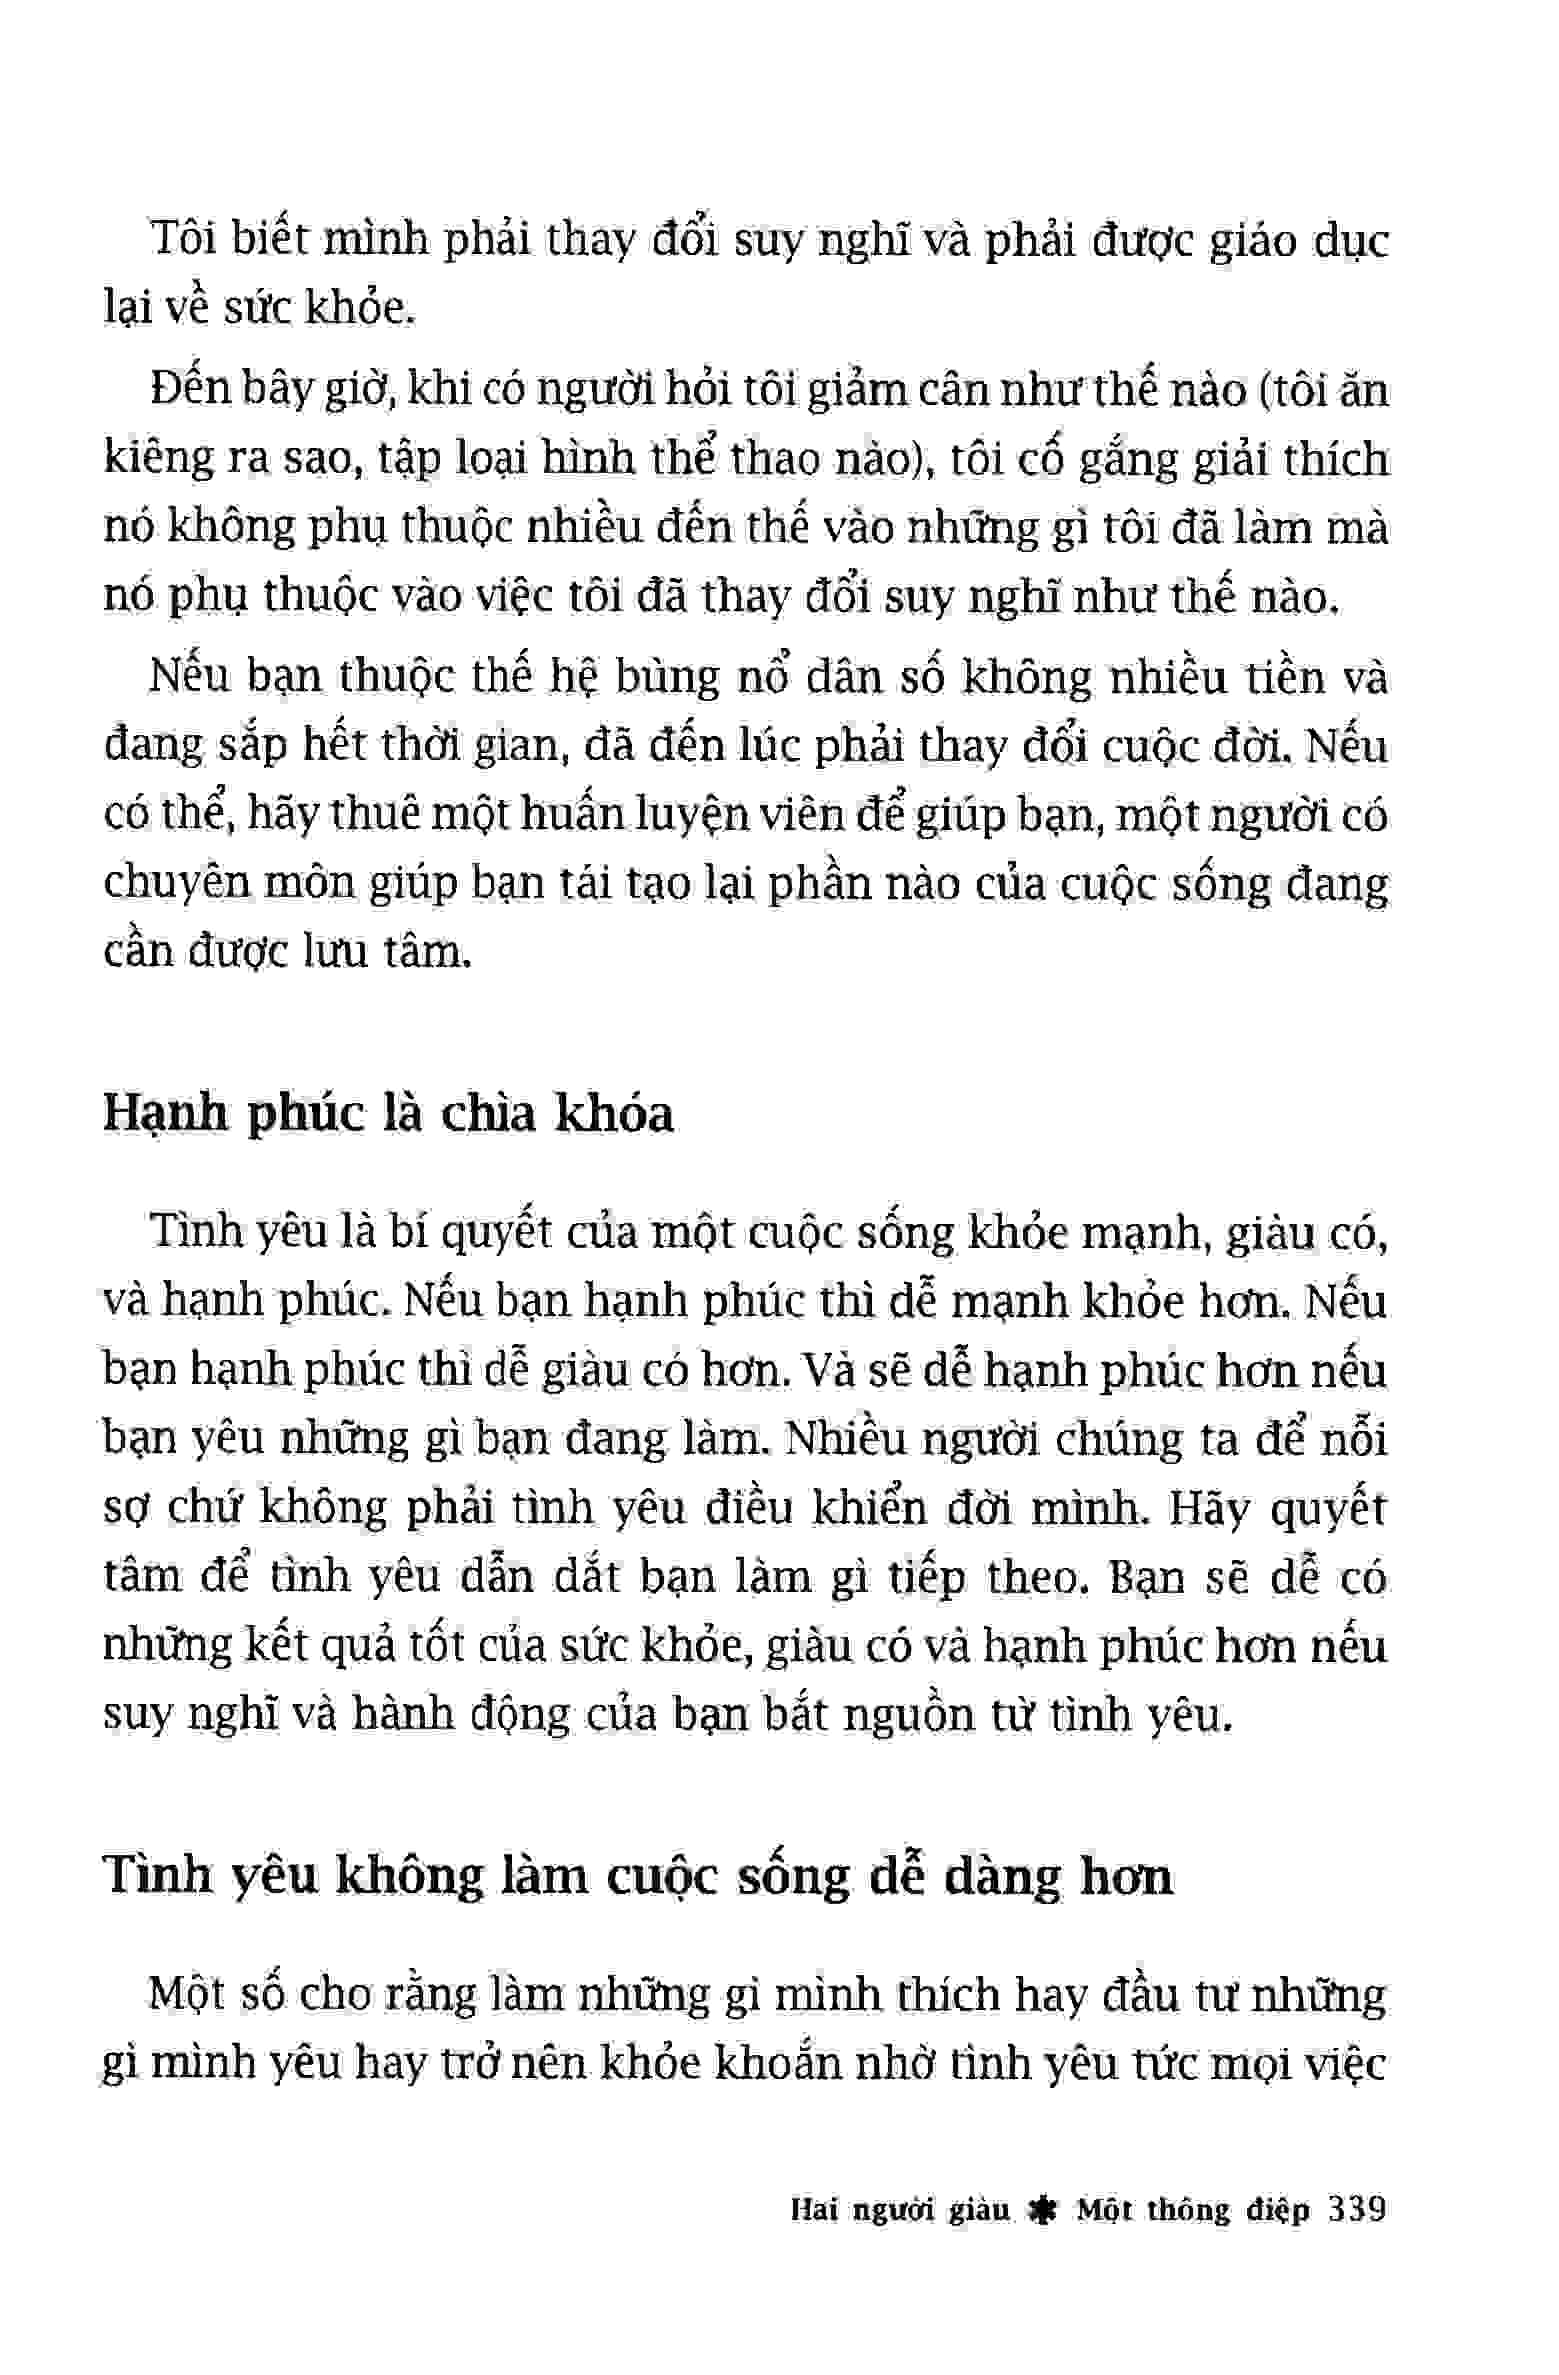 Tôi biết mình phải thay đổi suy nghĩ và phải được giáo dục
lại về sức khỏe.
Đến bây giờ, khi có người hỏi tôi giảm cân như thế nào (tôi ăn
kiêng ra sao, tập loại hình thể thao nào), tôi cố gắng giải thích
nó không phụ thuộc nhiều đến thế vào những gì tôi đã làm mà
nó phụ thuộc vào việc tôi đã thay đổi suy nghĩ như thế nào.
Nếu bạn thuộc thế hệ bùng nổ dân số không nhiều tiền và
đang sắp hết thời gian, đã đến lúc phải thay đổi cuộc đời. Nếu
có thể, hãy thuê một huấn luyện viên để giúp bạn, một người có
chuyên môn giúp bạn tái tạo lại phần nào của cuộc sống đang
cần được lưu tâm.
Hạnh phúc là chìa khóa
Tình yêu là bí quyết của một cuộc sống khỏe mạnh, giàu có,
và hạnh phúc. Nếu bạn hạnh phúc thì dễ mạnh khỏe hơn. Nếu
bạn hạnh phúc thì dễ giàu có hơn. Và sẽ dễ hạnh phúc hơn nếu
bạn yêu những gì bạn đang làm. Nhiều người chúng ta để nỗi
sợ chứ không phải tình yêu điều khiển đời mình. Hãy quyết
tâm để tình yêu dẫn dắt bạn làm gì tiếp theo. Bạn sẽ dễ có
những kết quả tốt của sức khỏe, giàu có và hạnh phúc hơn nếu
suy nghĩ và hành động của bạn bắt nguồn từ tình yêu.
Tình yêu không làm cuộc sống dễ dàng hơn
Một số cho rằng làm những gì mình thích hay đầu tư những
gì mình yêu hay trở nên khỏe khoắn nhờ tình yêu tức mọi việc
Hai người giàu ✱ Một thông điệp 339